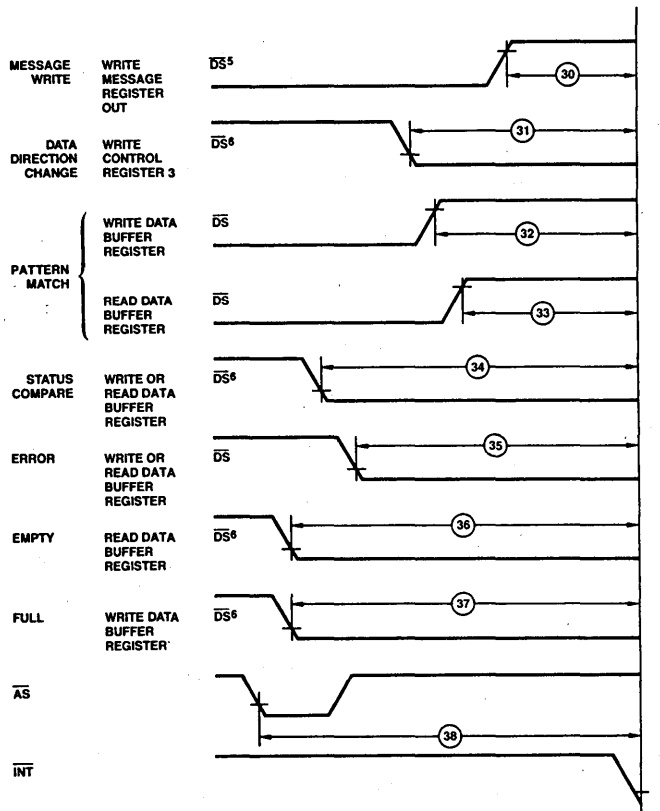 MESSAGE WRITE DS5
WRITE MESSAGE
REGISTER
OUT
30
DATA WRITE DS6
DIRECTION CONTROL
CHANGE REGISTER 3
31
PATTERN
MATCH
WRITE DATA DS
BUFFER
REGISTER
32
READ DATA DS
BUFFER
REGISTER
33
STATUS WRITE OR DS6
COMPARE READ DATA
BUFFER
REGISTER
34
ERROR WRITE OR DS
READ DATA
BUFFER
REGISTER
35
EMPTY READ DATA DS6
BUFFER
REGISTER
36
FULL WRITE DATA DS6
BUFFER
REGISTER
37
AS
38
INT